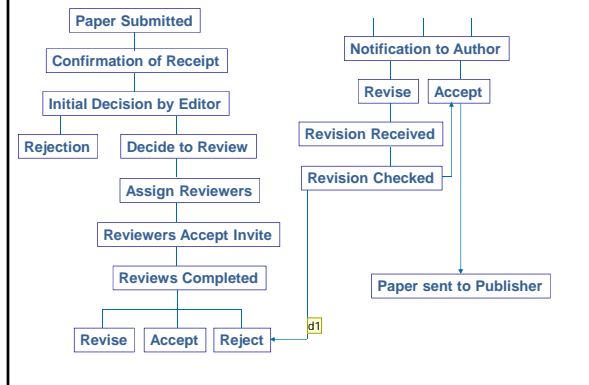 Paper Submitted
Confirmation of Receipt
Initial Decision by Editor
Rejection
Decide to Review
Assign Reviewers
Reviewers Accept Invite
Reviews Completed
Revise
Accept
Reject
Notification to Author
Revise
Accept
Revision Received
Revision Checked
Paper sent to Publisher
d1